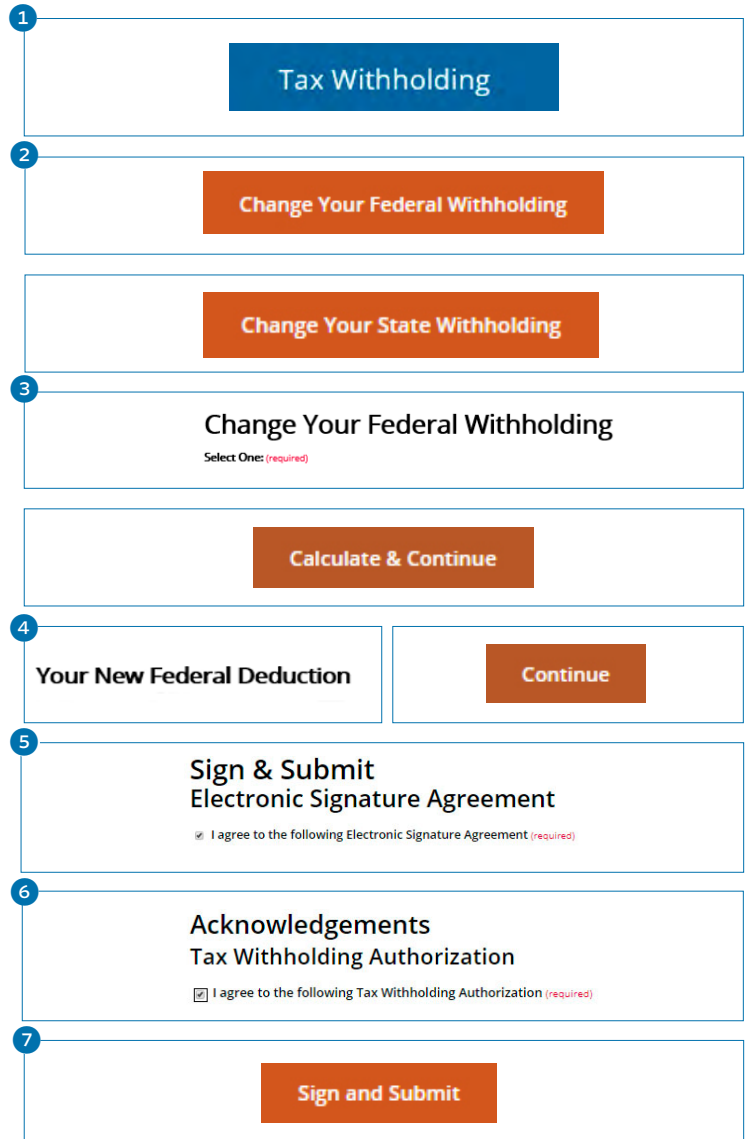 1
Tax Withholding
2
Change Your Federal Withholding
Change Your State Withholding
3
Change Your Federal Withholding
Select One: (required)
Calculate & Continue
4
Your New Federal Deduction
Continue
5
Sign & Submit
Electronic Signature Agreement
I agree to the following Electronic Signature Agreement (required)
6
Acknowledgements
Tax Withholding Authorization
I agree to the following Tax Withholding Authorization (required)
7
Sign and Submit